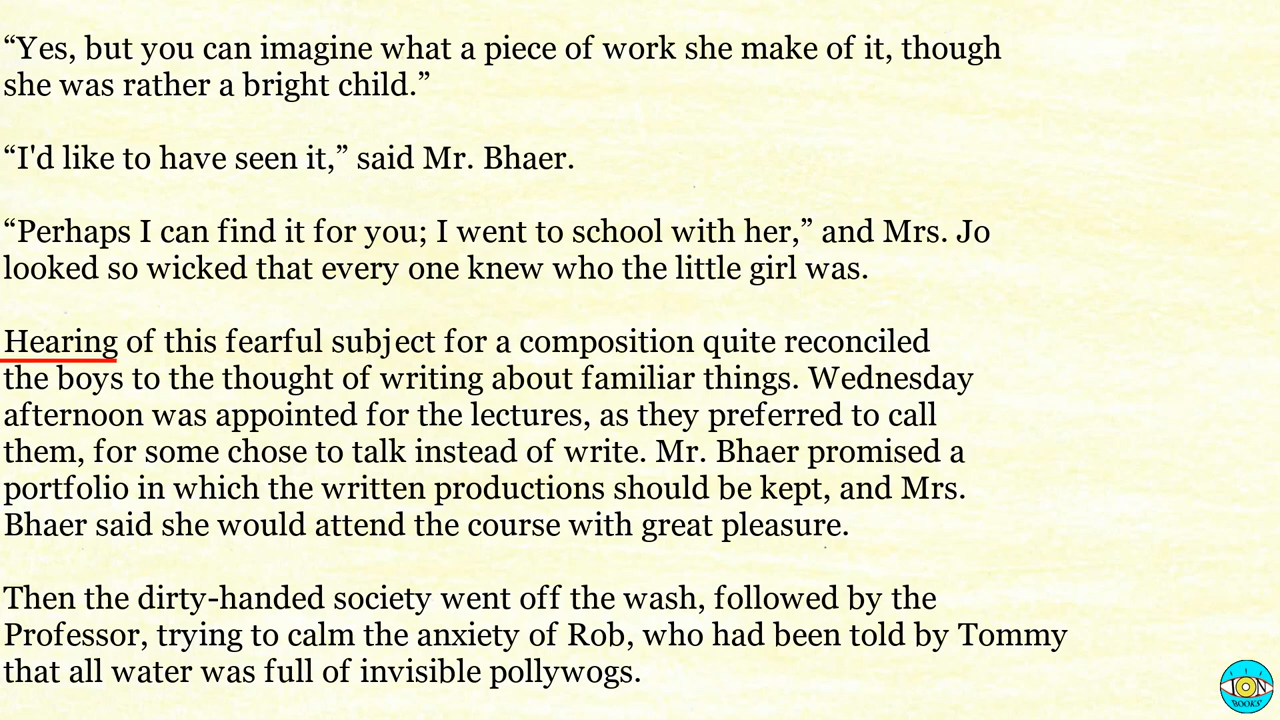 “Yes, but you can imagine what a piece of work she make of it, though
she was rather a bright child.”
“I'd like to have seen it,” said Mr. Bhaer.
“Perhaps I can find it for you; I went to school with her,” and Mrs. Jo
looked so wicked that every one knew who the little girl was.
Hearing of this fearful subject for a composition quite reconciled
the boys to the thought of writing about familiar things. Wednesday
afternoon was appointed for the lectures, as they preferred to call
them, for some chose to talk instead of write. Mr. Bhaer promised a
portfolio in which the written productions should be kept, and Mrs.
Bhaer said she would attend the course with great pleasure.
Then the dirty-handed society went off the wash, followed by the
Professor, trying to calm the anxiety of Rob, who had been told by Tommy
that all water was full of invisible pollywogs.
ION
BOOKS